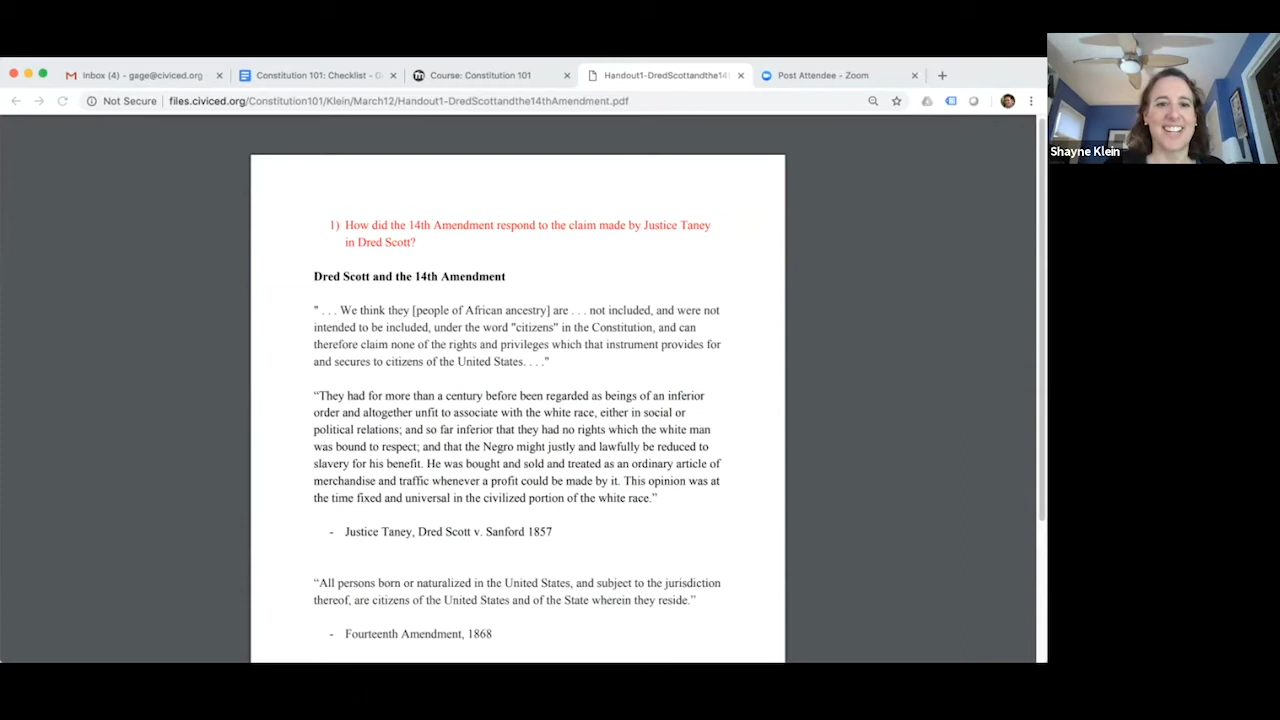 Inbox (4) - gage@civiced.org
Constitution 101: Checklist - G
Course: Constitution 101
Handout1-DredScottandthe14t
Post Attendee - Zoom
Not Secure
files.civiced.org/Constitution101/Klein/March12/Handout1-DredScottandthe14thAmendment.pdf
Shayne Klein
1) How did the 14th Amendment respond to the claim made by Justice Taney
in Dred Scott?
Dred Scott and the 14th Amendment
" . . . We think they [people of African ancestry] are . . . not included, and were not
intended to be included, under the word "citizens" in the Constitution, and can
therefore claim none of the rights and privileges which that instrument provides for
and secures to citizens of the United States. . . ."
“They had for more than a century before been regarded as beings of an inferior
order and altogether unfit to associate with the white race, either in social or
political relations; and so far inferior that they had no rights which the white man
was bound to respect; and that the Negro might justly and lawfully be reduced to
slavery for his benefit. He was bought and sold and treated as an ordinary article of
merchandise and traffic whenever a profit could be made by it. This opinion was at
the time fixed and universal in the civilized portion of the white race.”
- Justice Taney, Dred Scott v. Sanford 1857
“All persons born or naturalized in the United States, and subject to the jurisdiction
thereof, are citizens of the United States and of the State wherein they reside.”
- Fourteenth Amendment, 1868